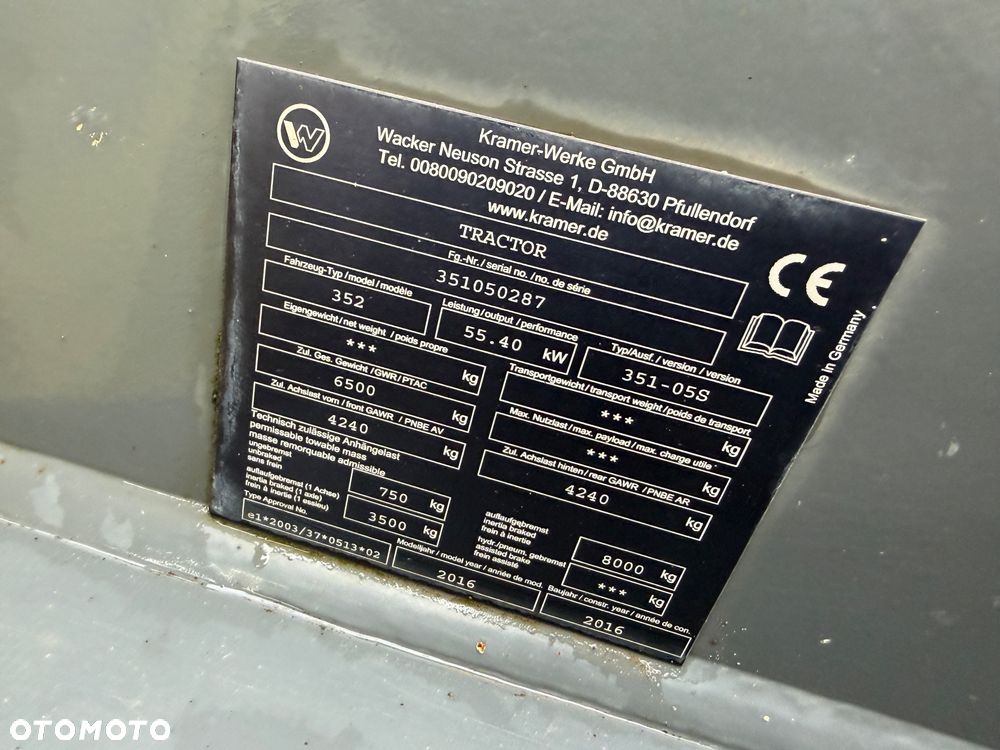 W
Kramer-Werke GmbH
Wacker Neuson Strasse 1, D-88630 Pfullendorf
Tel. 0080090209020 / E-Mail: info@kramer.de
www.kramer.de
TRACTOR
Fg.-Nr. / serial no. / no. de série
351050287
CE
Made in Germany
Fahrzeug-Typ / model / modèle
352
Leistung / output / performance
55.40 kW
Typ/Ausf. / version / version
351-05S
Eigengewicht / net weight / poids propre
*** kg
Transportgewicht / transport weight / poids de transport
*** kg
Zul. Ges. Gewicht / GWR / PTAC
6500 kg
Max. Nutzlast / max. payload / max. charge utile
*** kg
Zul. Achslast vorn / front GAWR / PNBE AV
4240 kg
Zul. Achslast hinten / rear GAWR / PNBE AR
4240 kg
Technisch zulässige Anhängelast
permissable towable mass
masse remorquable admissible
ungebremst
unbraked
sans frein
750 kg
auflaufgebremst (1 Achse)
inertia braked (1 axle)
frein à inertie (1 essieu)
3500 kg
auflaufgebremst
inertia braked
frein à inertie
8000 kg
hydr./pneum. gebremst
assisted brake
frein assisté
*** kg
Type Approval No.
e1*2003/37*0513*02
Modelljahr / model year / année de mod.
2016
Baujahr / constr. year / année de con.
2016
OTOMOTO